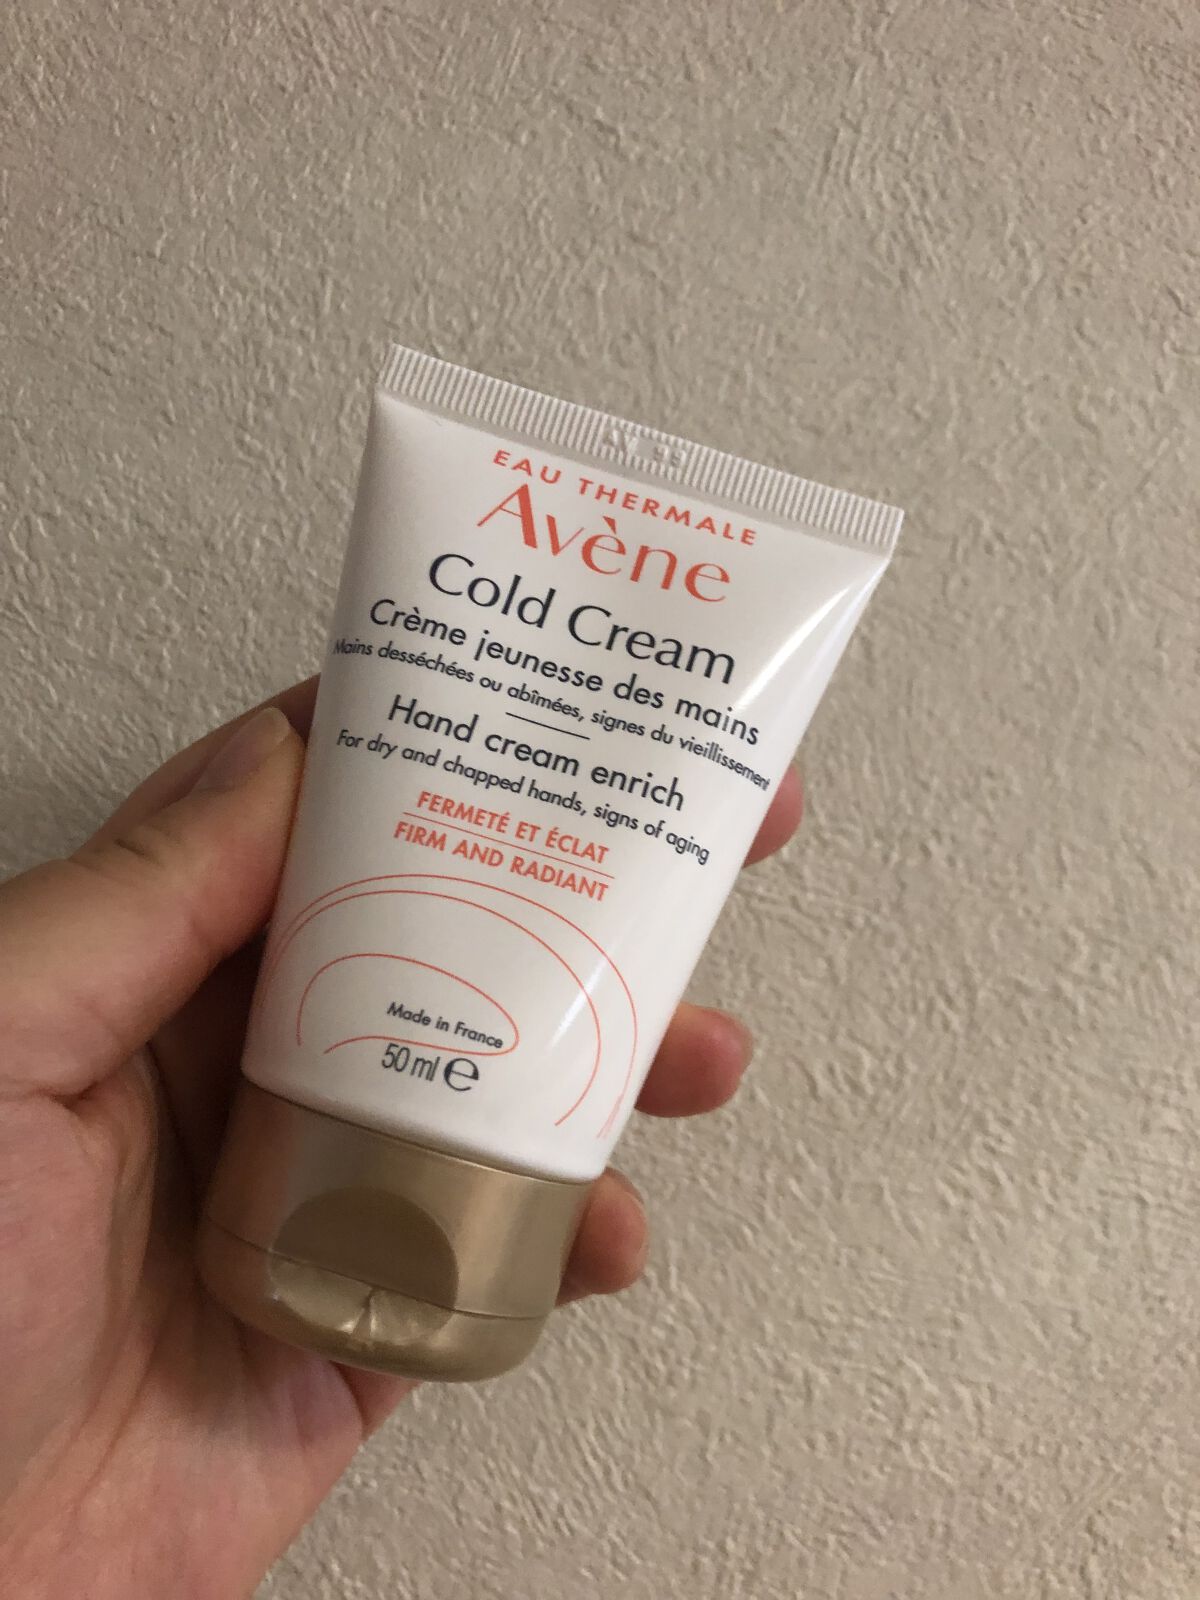 EAU THERMALE
Avène
Cold Cream
Crème jeunesse des mains
Mains desséchées ou abîmées, signes du vieillissement
Hand cream enrich
For dry and chapped hands, signs of aging
FERMETÉ ET ÉCLAT
FIRM AND RADIANT
Made in France
50 ml e